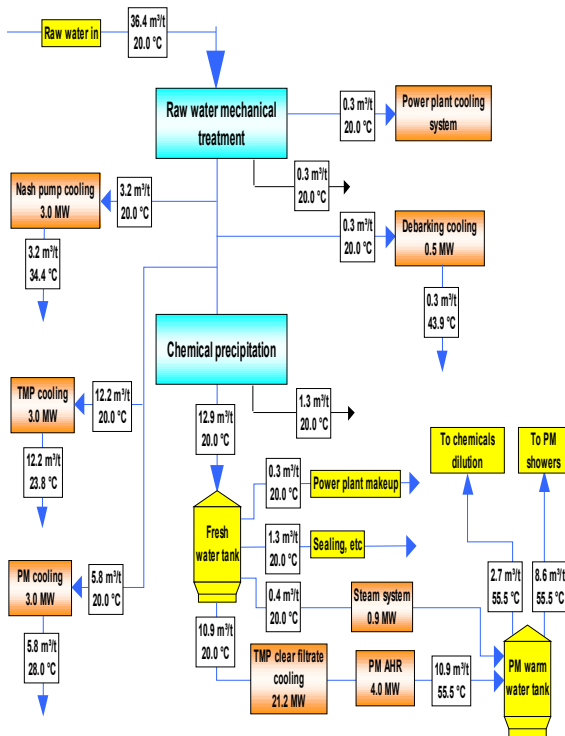 Raw water in
36.4 m³/t
20.0 °C
Raw water mechanical
treatment
0.3 m³/t
20.0 °C
Power plant cooling
system
0.3 m³/t
20.0 °C
Nash pump cooling
3.0 MW
3.2 m³/t
20.0 °C
3.2 m³/t
34.4 °C
0.3 m³/t
20.0 °C
Debarking cooling
0.5 MW
0.3 m³/t
43.9 °C
Chemical precipitation
1.3 m³/t
20.0 °C
TMP cooling
3.0 MW
12.2 m³/t
20.0 °C
12.2 m³/t
23.8 °C
12.9 m³/t
20.0 °C
To chemicals
dilution
To PM
showers
0.3 m³/t
20.0 °C
Power plant makeup
Fresh
water tank
1.3 m³/t
20.0 °C
Sealing, etc
PM cooling
3.0 MW
5.8 m³/t
20.0 °C
5.8 m³/t
28.0 °C
0.4 m³/t
20.0 °C
Steam system
0.9 MW
2.7 m³/t
55.5 °C
8.6 m³/t
55.5 °C
10.9 m³/t
20.0 °C
TMP clear filtrate
cooling
21.2 MW
PM AHR
4.0 MW
10.9 m³/t
55.5 °C
PM warm
water tank